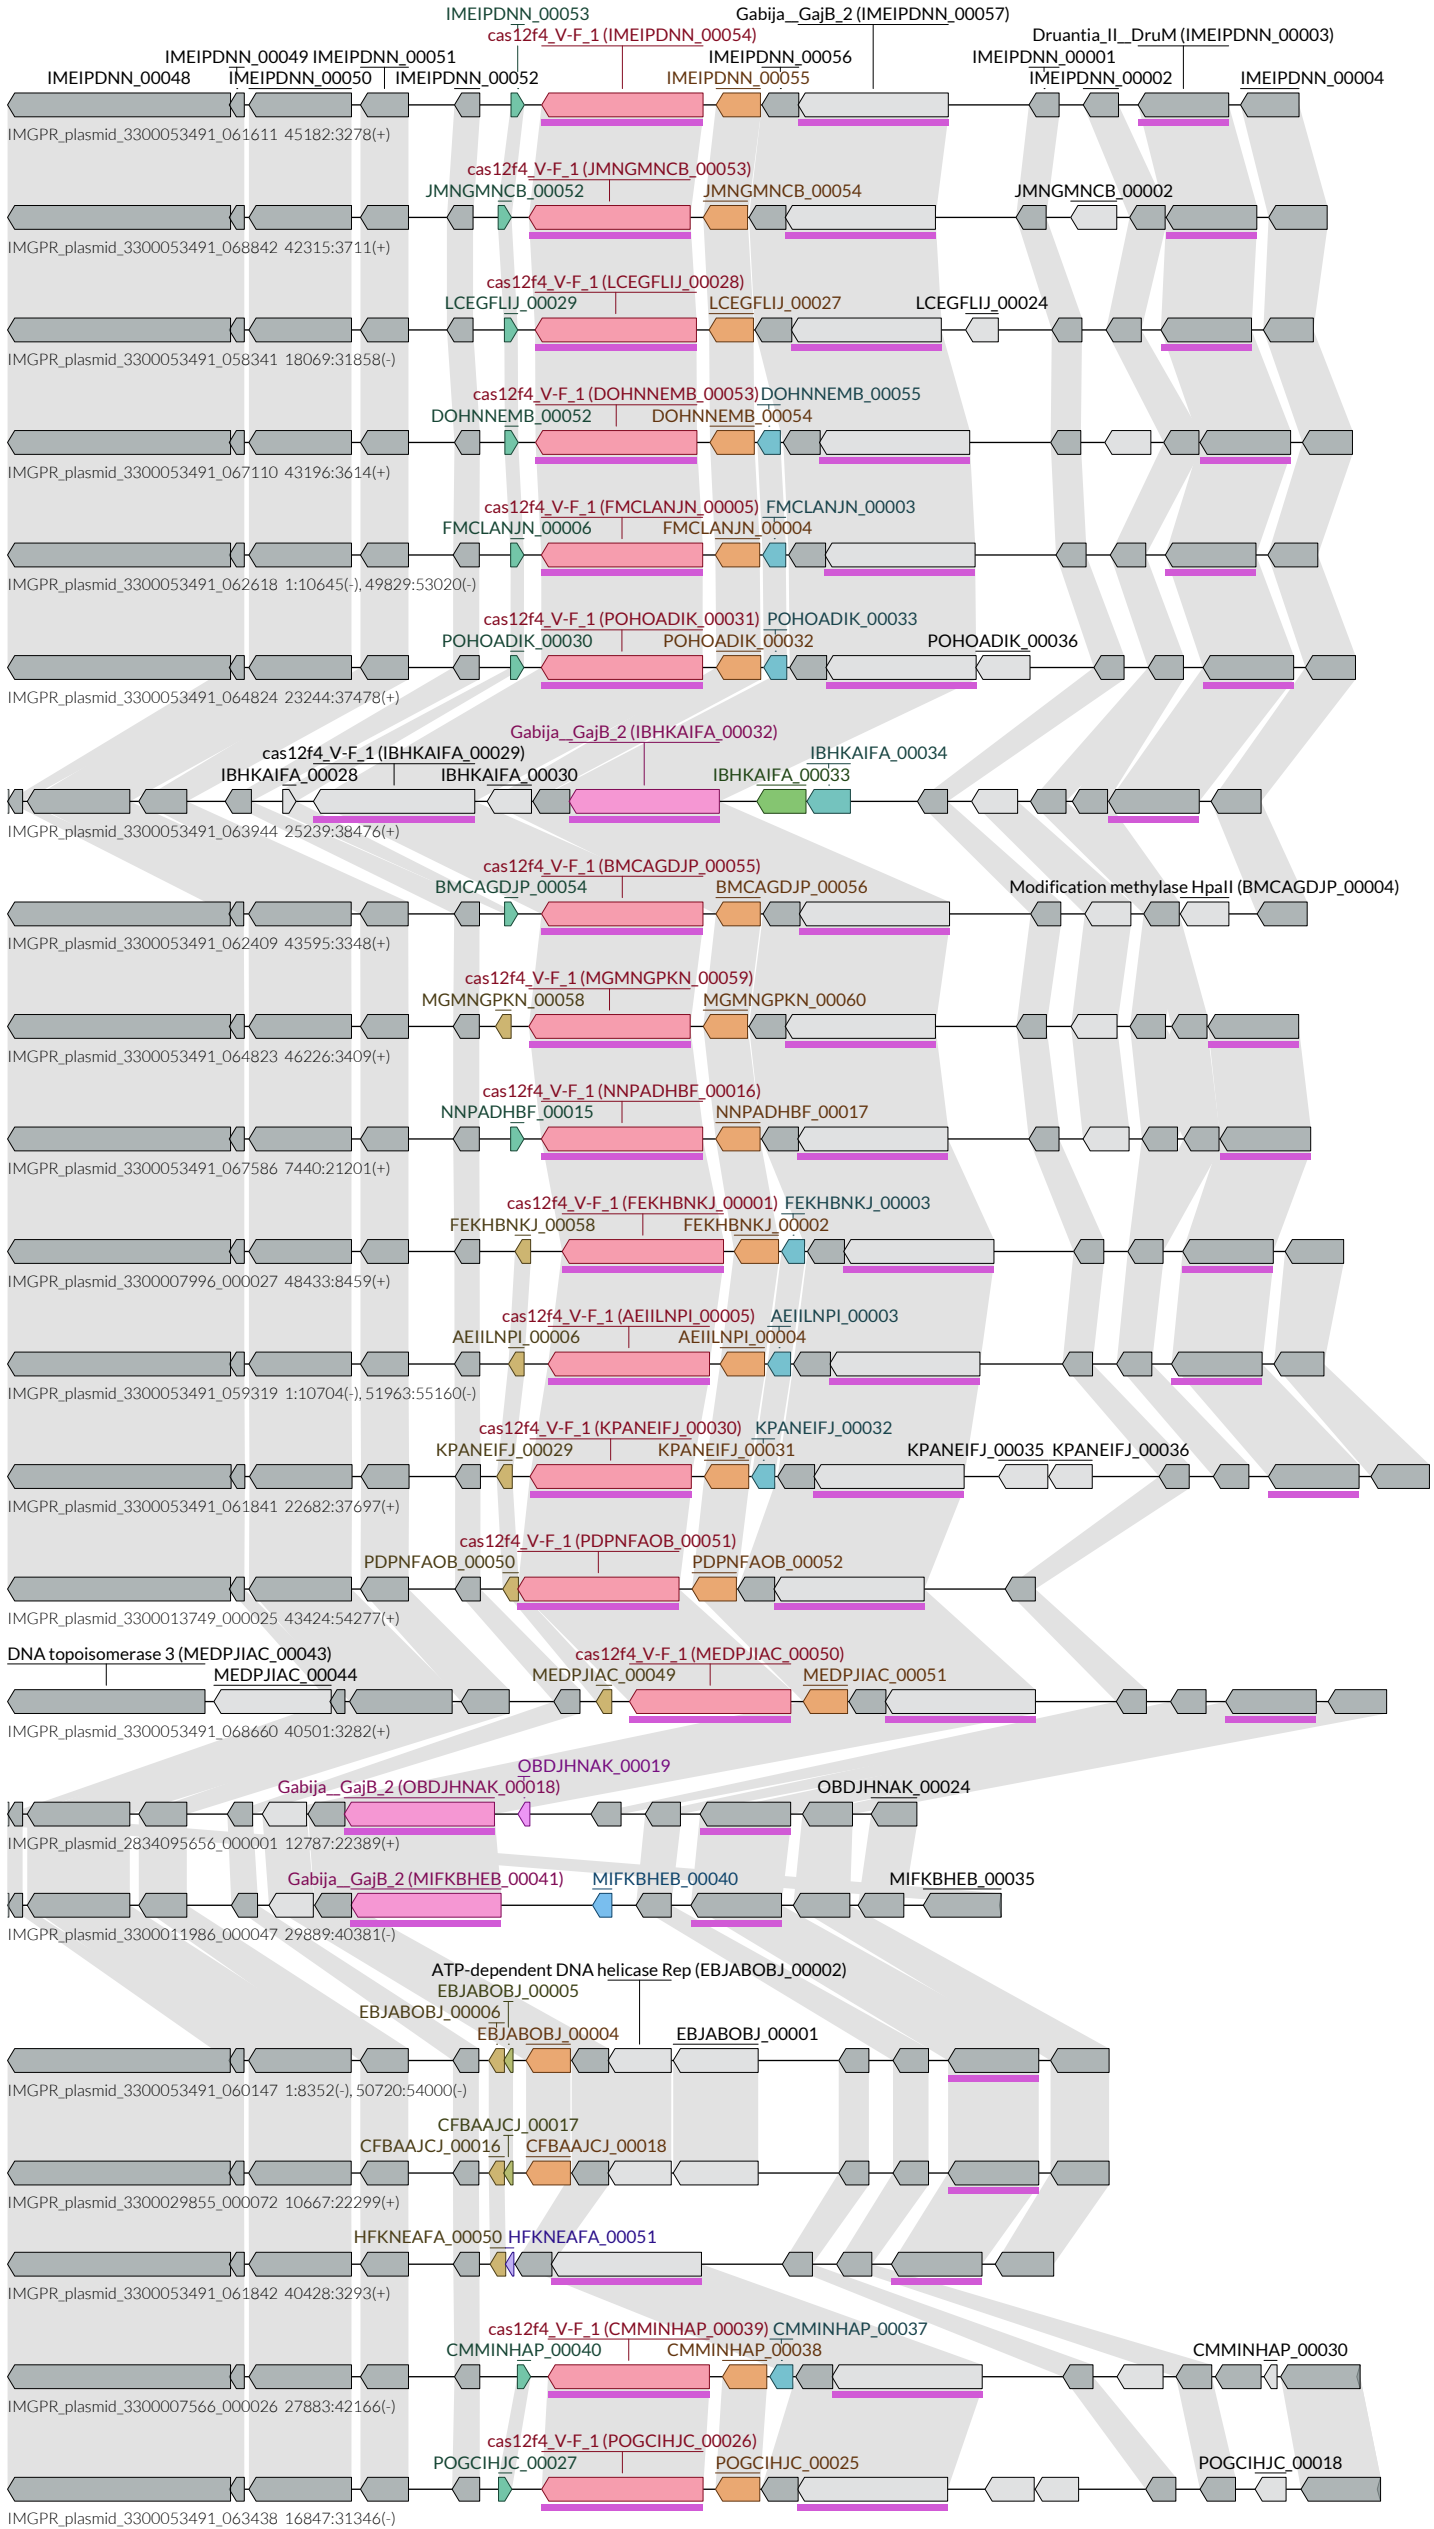 IMEIPDNN_00053 Gabija__GajB_2 (IMEIPDNN_00057)
cas12f4_V-F_1 (IMEIPDNN_00054) Druantia_II__DruM (IMEIPDNN_00003)
IMEIPDNN_00049 IMEIPDNN_00051 IMEIPDNN_00056 IMEIPDNN_00001
IMEIPDNN_00048 IMEIPDNN_00050 IMEIPDNN_00052 IMEIPDNN_00055 IMEIPDNN_00002 IMEIPDNN_00004
IMGPR_plasmid_3300053491_061611 45182:3278(+)
cas12f4_V-F_1 (JMNGMNCB_00053)
JMNGMNCB_00052 JMNGMNCB_00054 JMNGMNCB_00002
IMGPR_plasmid_3300053491_068842 42315:3711(+)
cas12f4_V-F_1 (LCEGFLIJ_00028)
LCEGFLIJ_00029 LCEGFLIJ_00027 LCEGFLIJ_00024
IMGPR_plasmid_3300053491_058341 18069:31858(-)
cas12f4_V-F_1 (DOHNNEMB_00053) DOHNNEMB_00055
DOHNNEMB_00052 DOHNNEMB_00054
IMGPR_plasmid_3300053491_067110 43196:3614(+)
cas12f4_V-F_1 (FMCLANJN_00005) FMCLANJN_00003
FMCLANJN_00006 FMCLANJN_00004
IMGPR_plasmid_3300053491_062618 1:10645(-), 49829:53020(-)
cas12f4_V-F_1 (POHOADIK_00031) POHOADIK_00033
POHOADIK_00030 POHOADIK_00032 POHOADIK_00036
IMGPR_plasmid_3300053491_064824 23244:37478(+)
Gabija__GajB_2 (IBHKAIFA_00032)
cas12f4_V-F_1 (IBHKAIFA_00029) IBHKAIFA_00034
IBHKAIFA_00028 IBHKAIFA_00030 IBHKAIFA_00033
IMGPR_plasmid_3300053491_063944 25239:38476(+)
cas12f4_V-F_1 (BMCAGDJP_00055)
BMCAGDJP_00054 BMCAGDJP_00056 Modification methylase HpaII (BMCAGDJP_00004)
IMGPR_plasmid_3300053491_062409 43595:3348(+)
cas12f4_V-F_1 (MGMNGPKN_00059)
MGMNGPKN_00058 MGMNGPKN_00060
IMGPR_plasmid_3300053491_064823 46226:3409(+)
cas12f4_V-F_1 (NNPADHBF_00016)
NNPADHBF_00015 NNPADHBF_00017
IMGPR_plasmid_3300053491_067586 7440:21201(+)
cas12f4_V-F_1 (FEKHBNKJ_00001) FEKHBNKJ_00003
FEKHBNKJ_00058 FEKHBNKJ_00002
IMGPR_plasmid_3300007996_000027 48433:8459(+)
cas12f4_V-F_1 (AEIILNPI_00005) AEIILNPI_00003
AEIILNPI_00006 AEIILNPI_00004
IMGPR_plasmid_3300053491_059319 1:10704(-), 51963:55160(-)
cas12f4_V-F_1 (KPANEIFJ_00030) KPANEIFJ_00032
KPANEIFJ_00029 KPANEIFJ_00031 KPANEIFJ_00035 KPANEIFJ_00036
IMGPR_plasmid_3300053491_061841 22682:37697(+)
cas12f4_V-F_1 (PDPNFAOB_00051)
PDPNFAOB_00050 PDPNFAOB_00052
IMGPR_plasmid_3300013749_000025 43424:54277(+)
DNA topoisomerase 3 (MEDPJIAC_00043) cas12f4_V-F_1 (MEDPJIAC_00050)
MEDPJIAC_00044 MEDPJIAC_00049 MEDPJIAC_00051
IMGPR_plasmid_3300053491_068660 40501:3282(+)
OBDJHNAK_00019
Gabija__GajB_2 (OBDJHNAK_00018) OBDJHNAK_00024
IMGPR_plasmid_2834095656_000001 12787:22389(+)
Gabija__GajB_2 (MIFKBHEB_00041) MIFKBHEB_00040 MIFKBHEB_00035
IMGPR_plasmid_3300011986_000047 29889:40381(-)
ATP-dependent DNA helicase Rep (EBJABOBJ_00002)
EBJABOBJ_00005
EBJABOBJ_00006
EBJABOBJ_00004 EBJABOBJ_00001
IMGPR_plasmid_3300053491_060147 1:8352(-), 50720:54000(-)
CFBAAJCJ_00017
CFBAAJCJ_00016 CFBAAJCJ_00018
IMGPR_plasmid_3300029855_000072 10667:22299(+)
HFKNEAFA_00050 HFKNEAFA_00051
IMGPR_plasmid_3300053491_061842 40428:3293(+)
cas12f4_V-F_1 (CMMINHAP_00039) CMMINHAP_00037
CMMINHAP_00040 CMMINHAP_00038 CMMINHAP_00030
IMGPR_plasmid_3300007566_000026 27883:42166(-)
cas12f4_V-F_1 (POGCIHJC_00026)
POGCIHJC_00027 POGCIHJC_00025 POGCIHJC_00018
IMGPR_plasmid_3300053491_063438 16847:31346(-)